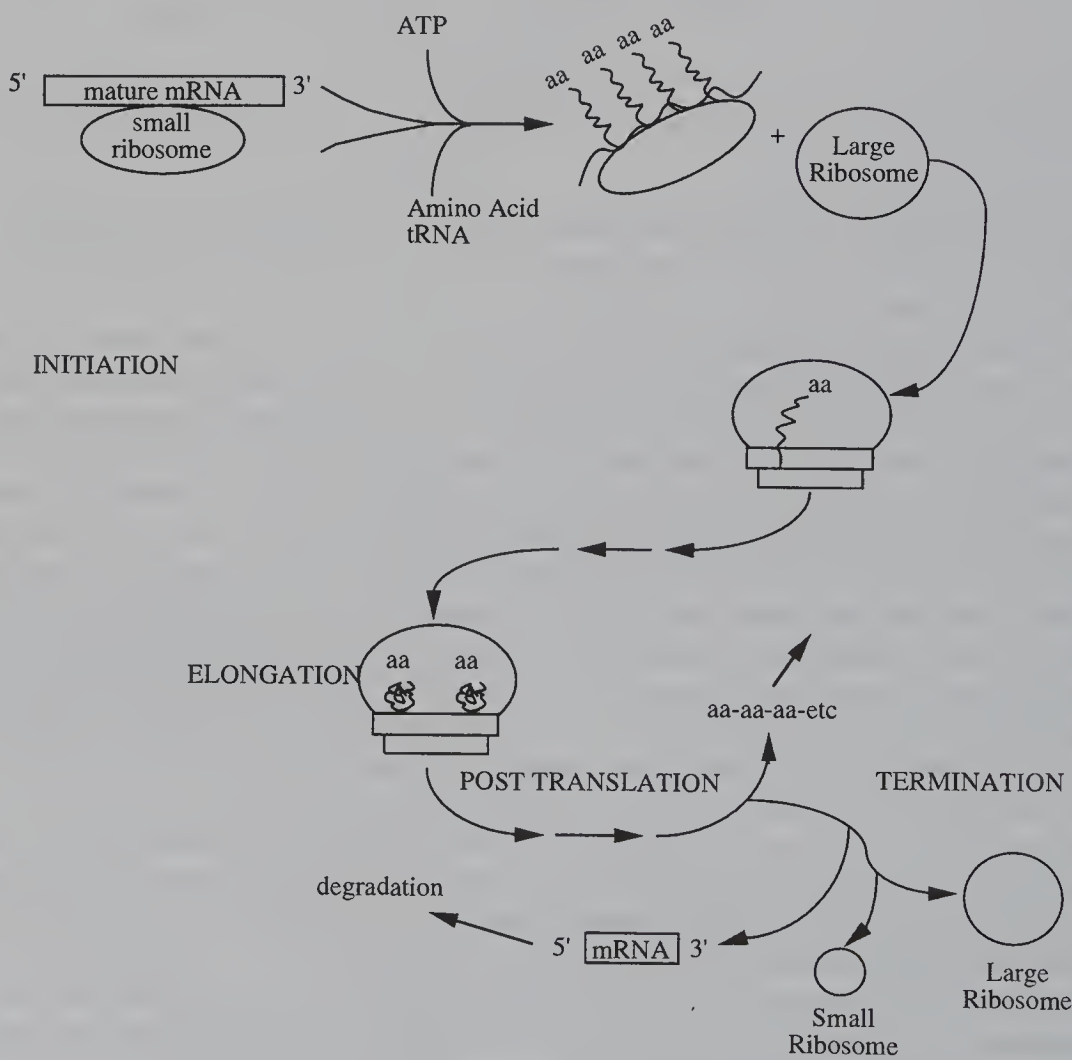 ATP
5' mature mRNA 3'
small
ribosome
Amino Acid
tRNA
aa aa aa aa
+
Large
Ribosome
INITIATION
aa
ELONGATION
aa aa
aa-aa-aa-etc
POST TRANSLATION
TERMINATION
degradation
5' mRNA 3'
Small
Ribosome
Large
Ribosome